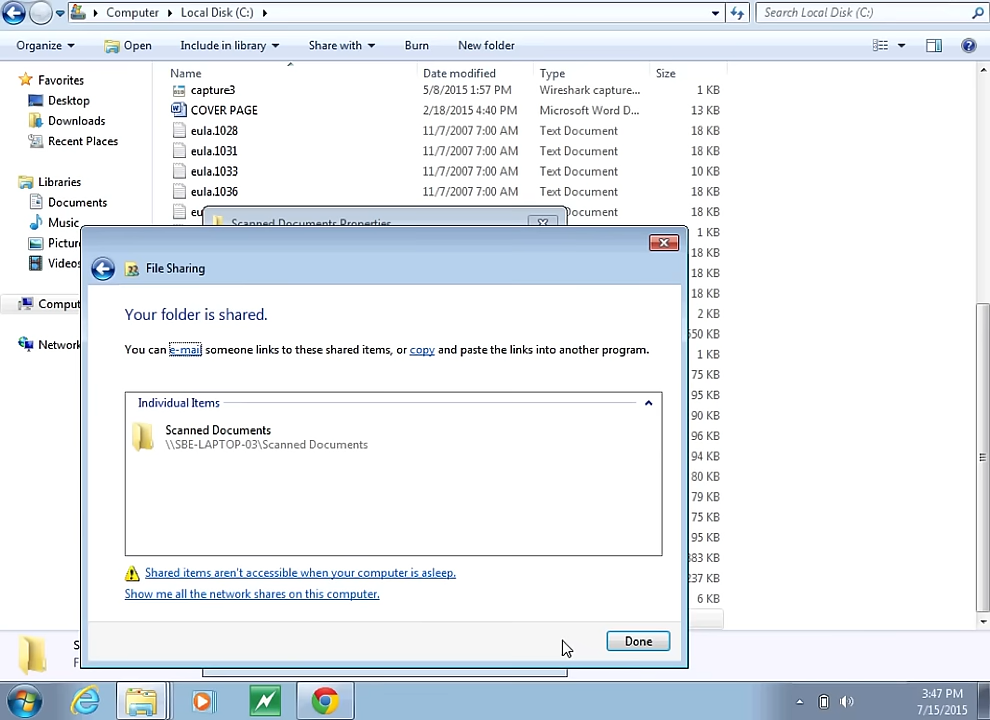 Computer ▸ Local Disk (C:) ▸
Search Local Disk (C:)
Organize Open Include in library Share with Burn New folder
Name Date modified Type Size
Favorites
Desktop
Downloads
Recent Places
Libraries
Documents
Music
Pictu
Videos
Comput
Network
capture3 5/8/2015 1:57 PM Wireshark capture... 1 KB
COVER PAGE 2/18/2015 4:40 PM Microsoft Word D... 13 KB
eula.1028 11/7/2007 7:00 AM Text Document 18 KB
eula.1031 11/7/2007 7:00 AM Text Document 18 KB
eula.1033 11/7/2007 7:00 AM Text Document 10 KB
eula.1036 11/7/2007 7:00 AM Text Document 18 KB
eu Document 18 KB
Scanned Documents Properties
1 KB
18 KB
18 KB
18 KB
2 KB
550 KB
1 KB
75 KB
95 KB
90 KB
96 KB
94 KB
80 KB
79 KB
75 KB
95 KB
383 KB
237 KB
6 KB
File Sharing
Your folder is shared.
You can e-mail someone links to these shared items, or copy and paste the links into another program.
Individual Items
Scanned Documents
\\SBE-LAPTOP-03\Scanned Documents
Shared items aren't accessible when your computer is asleep.
Show me all the network shares on this computer.
Done
3:47 PM
7/15/2015